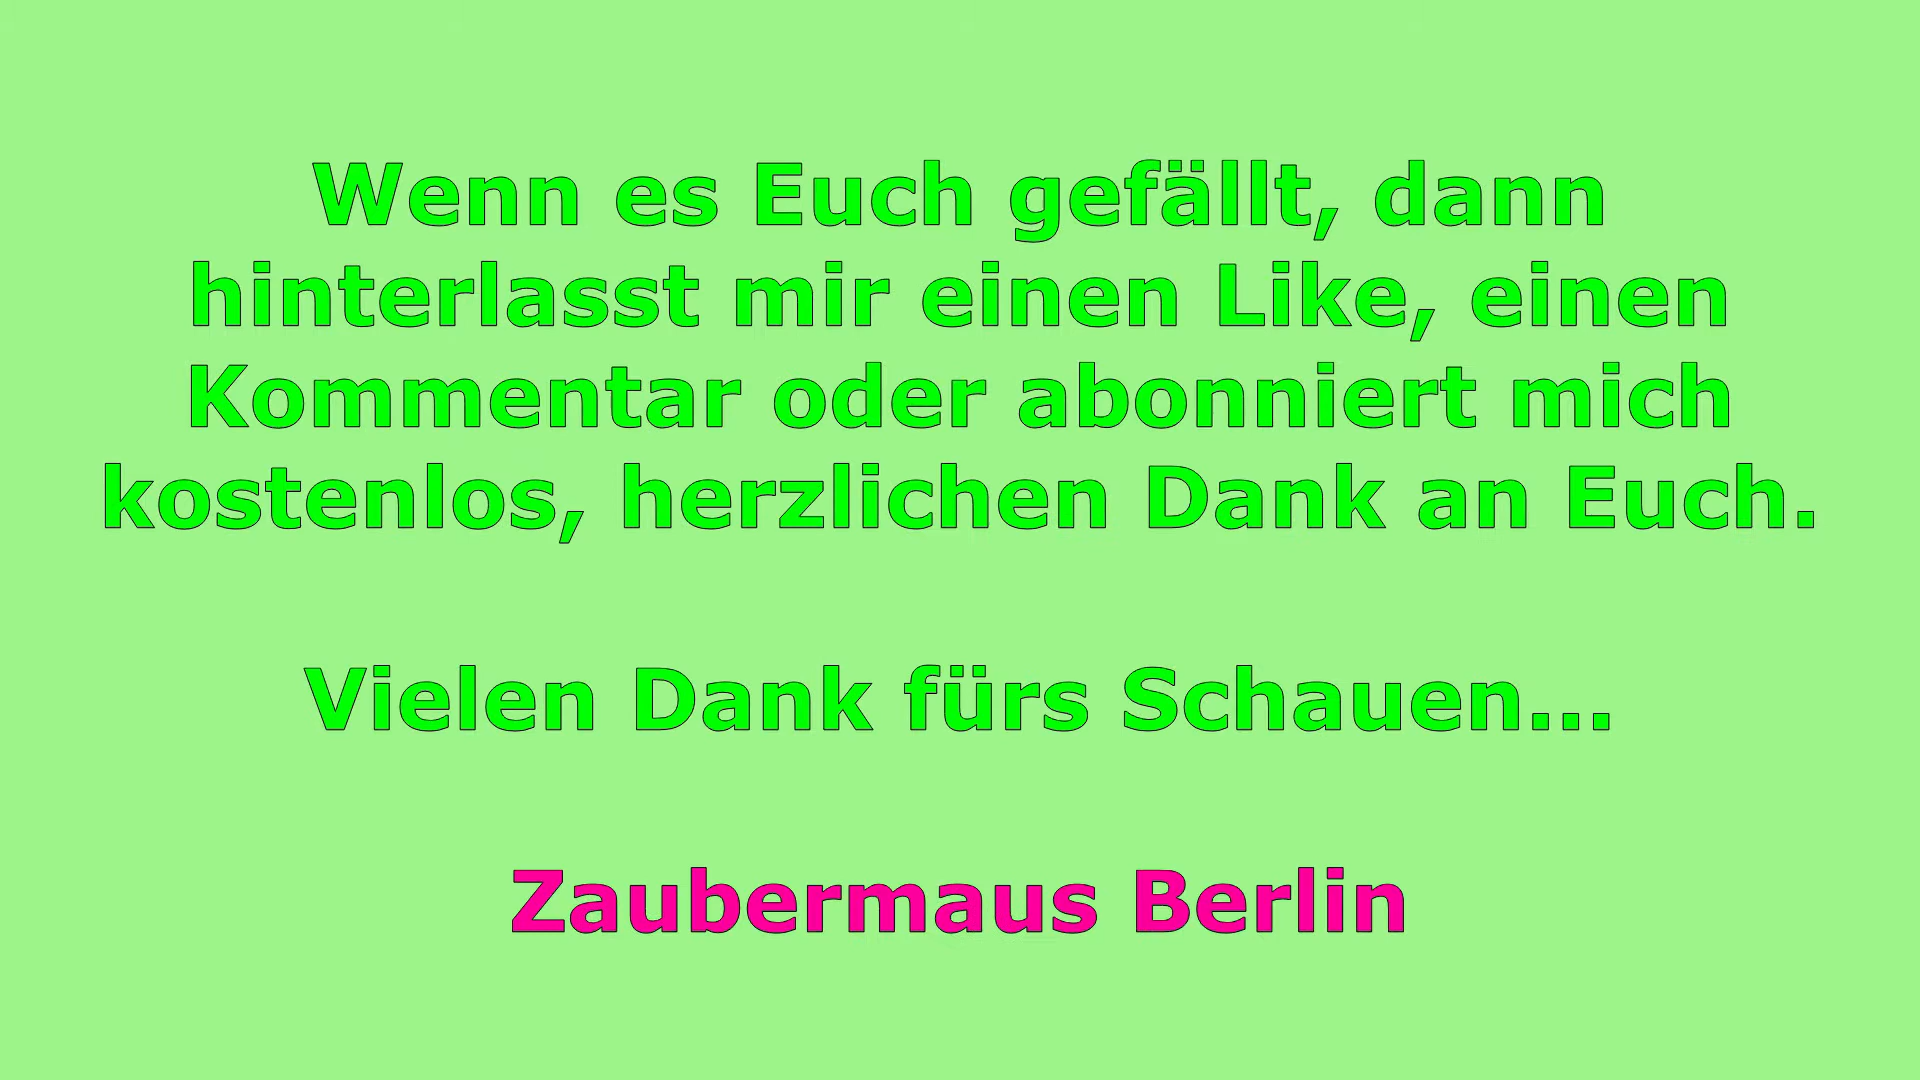 Wenn es Euch gefällt, dann
hinterlasst mir einen Like, einen
Kommentar oder abonniert mich
kostenlos, herzlichen Dank an Euch.
Vielen Dank fürs Schauen...
Zaubermaus Berlin